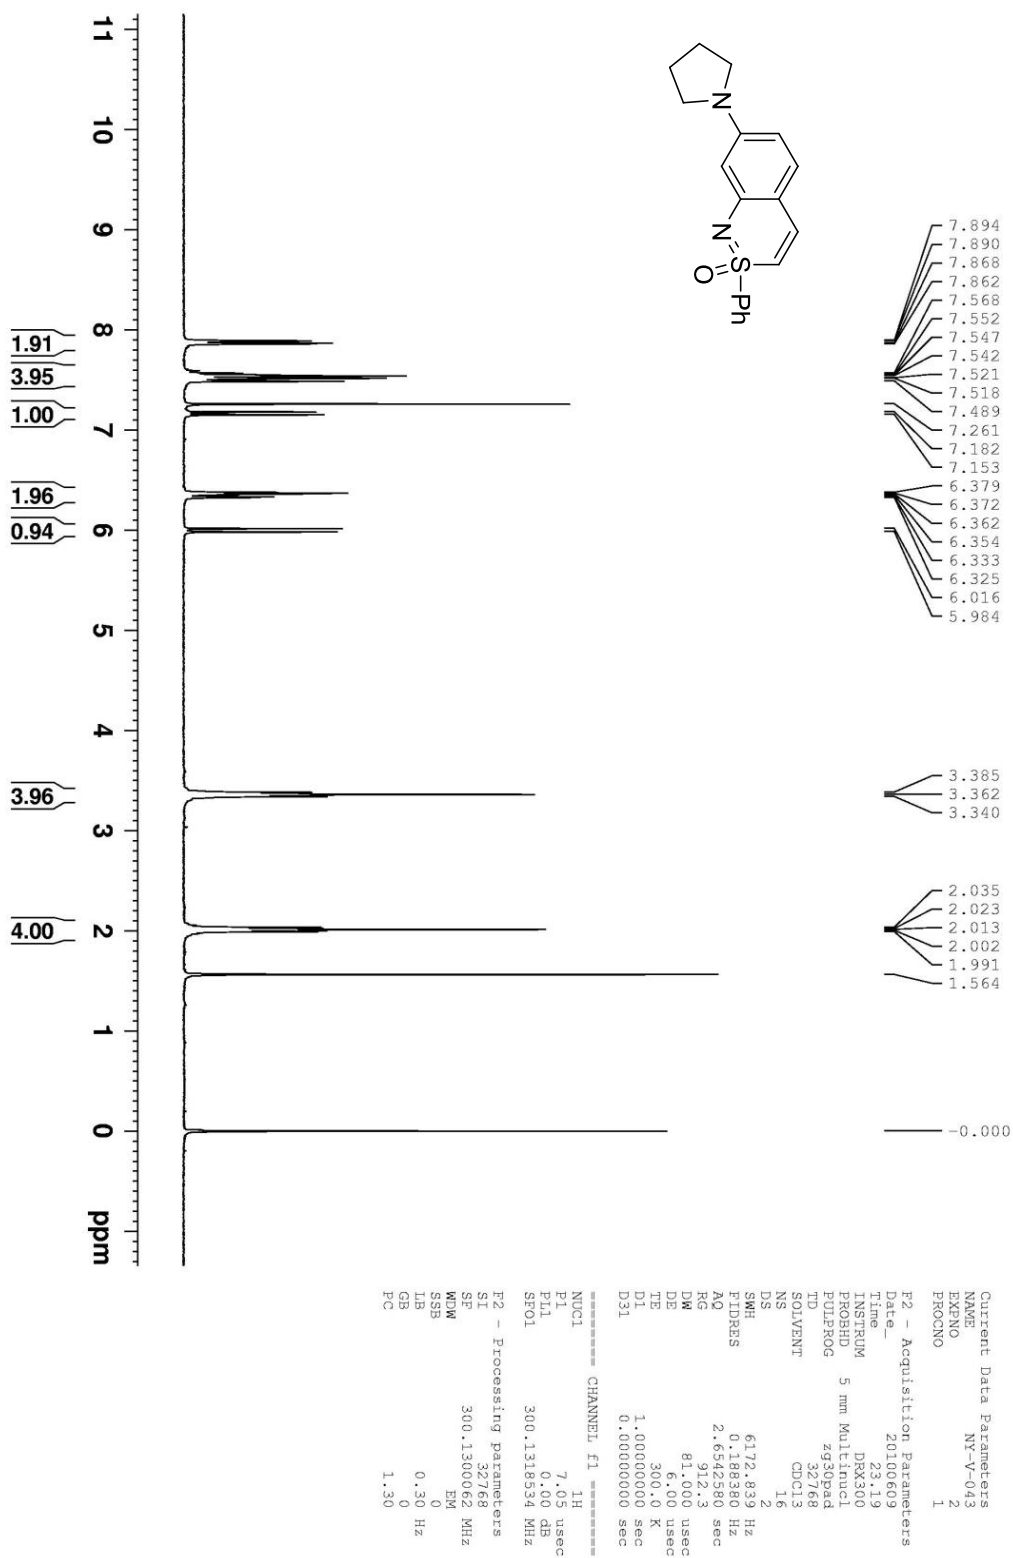 7.894
7.890
7.868
7.862
7.568
7.552
7.547
7.542
7.521
7.518
7.489
7.261
7.182
7.153
6.379
6.372
6.362
6.354
6.333
6.325
6.016
5.984
3.385
3.362
3.340
2.035
2.023
2.013
2.002
1.991
1.564
-0.000
N
N
S
O
Ph
11 10 9 8 7 6 5 4 3 2 1 0 ppm
1.91
3.95
1.00
1.96
0.94
3.96
4.00
Current Data Parameters
NAME NY-V-043
EXPNO 2
PROCNO 1
F2 - Acquisition Parameters
Date_ 20100609
Time 23.19
INSTRUM DRX300
PROBHD 5 mm Multinucl
PULPROG zg30pad
TD 32768
SOLVENT CDCl3
NS 16
DS 2
SWH 6172.839 Hz
FIDRES 0.188380 Hz
AQ 2.6542580 sec
RG 912.3
DW 81.000 usec
DE 6.00 usec
TE 300.0 K
D1 1.00000000 sec
D31 0.00000000 sec
======== CHANNEL f1 ========
NUC1 1H
P1 7.05 usec
PL1 0.00 dB
SFO1 300.1318534 MHz
F2 - Processing parameters
SI 32768
SF 300.1300062 MHz
WDW EM
SSB 0
LB 0.30 Hz
GB 0
PC 1.30